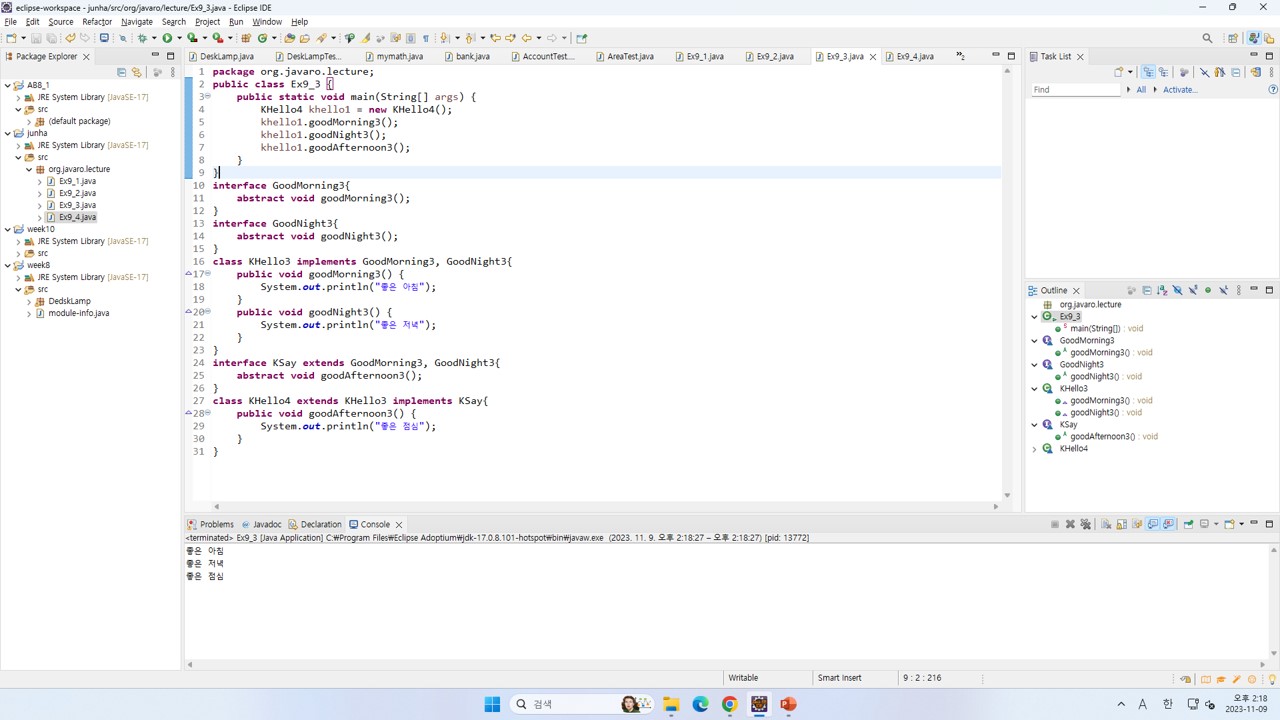 eclipse-workspace - junha/src/org/javaro/lecture/Ex9_3.java - Eclipse IDE
File Edit Source Refactor Navigate Search Project Run Window Help
Package Explorer
A88_1
JRE System Library [JavaSE-17]
src
(default package)
junha
JRE System Library [JavaSE-17]
src
org.javaro.lecture
Ex9_1.java
Ex9_2.java
Ex9_3.java
Ex9_4.java
week10
JRE System Library [JavaSE-17]
src
week8
JRE System Library [JavaSE-17]
src
DedskLamp
module-info.java
DeskLamp.java DeskLampTes... mymath.java bank.java AccountTest.... AreaTest.java Ex9_1.java Ex9_2.java Ex9_3.java Ex9_4.java »2
1 package org.javaro.lecture;
2 public class Ex9_3 {
3 public static void main(String[] args) {
4 KHello4 khello1 = new KHello4();
5 khello1.goodMorning3();
6 khello1.goodNight3();
7 khello1.goodAfternoon3();
8 }
9 }
10 interface GoodMorning3{
11 abstract void goodMorning3();
12 }
13 interface GoodNight3{
14 abstract void goodNight3();
15 }
16 class KHello3 implements GoodMorning3, GoodNight3{
17 public void goodMorning3() {
18 System.out.println("좋은 아침");
19 }
20 public void goodNight3() {
21 System.out.println("좋은 저녁");
22 }
23 }
24 interface KSay extends GoodMorning3, GoodNight3{
25 abstract void goodAfternoon3();
26 }
27 class KHello4 extends KHello3 implements KSay{
28 public void goodAfternoon3() {
29 System.out.println("좋은 점심");
30 }
31 }
Task List
Find All Activate...
Outline
org.javaro.lecture
Ex9_3
main(String[]) : void
GoodMorning3
goodMorning3() : void
GoodNight3
goodNight3() : void
KHello3
goodMorning3() : void
goodNight3() : void
KSay
goodAfternoon3() : void
KHello4
Problems Javadoc Declaration Console
<terminated> Ex9_3 [Java Application] C:₩Program Files₩Eclipse Adoptium₩jdk-17.0.8.101-hotspot₩bin₩javaw.exe (2023. 11. 9. 오후 2:18:27 – 오후 2:18:27) [pid: 13772]
좋은 아침
좋은 저녁
좋은 점심
Writable Smart Insert 9 : 2 : 216
검색
A 한 오후 2:18
2023-11-09